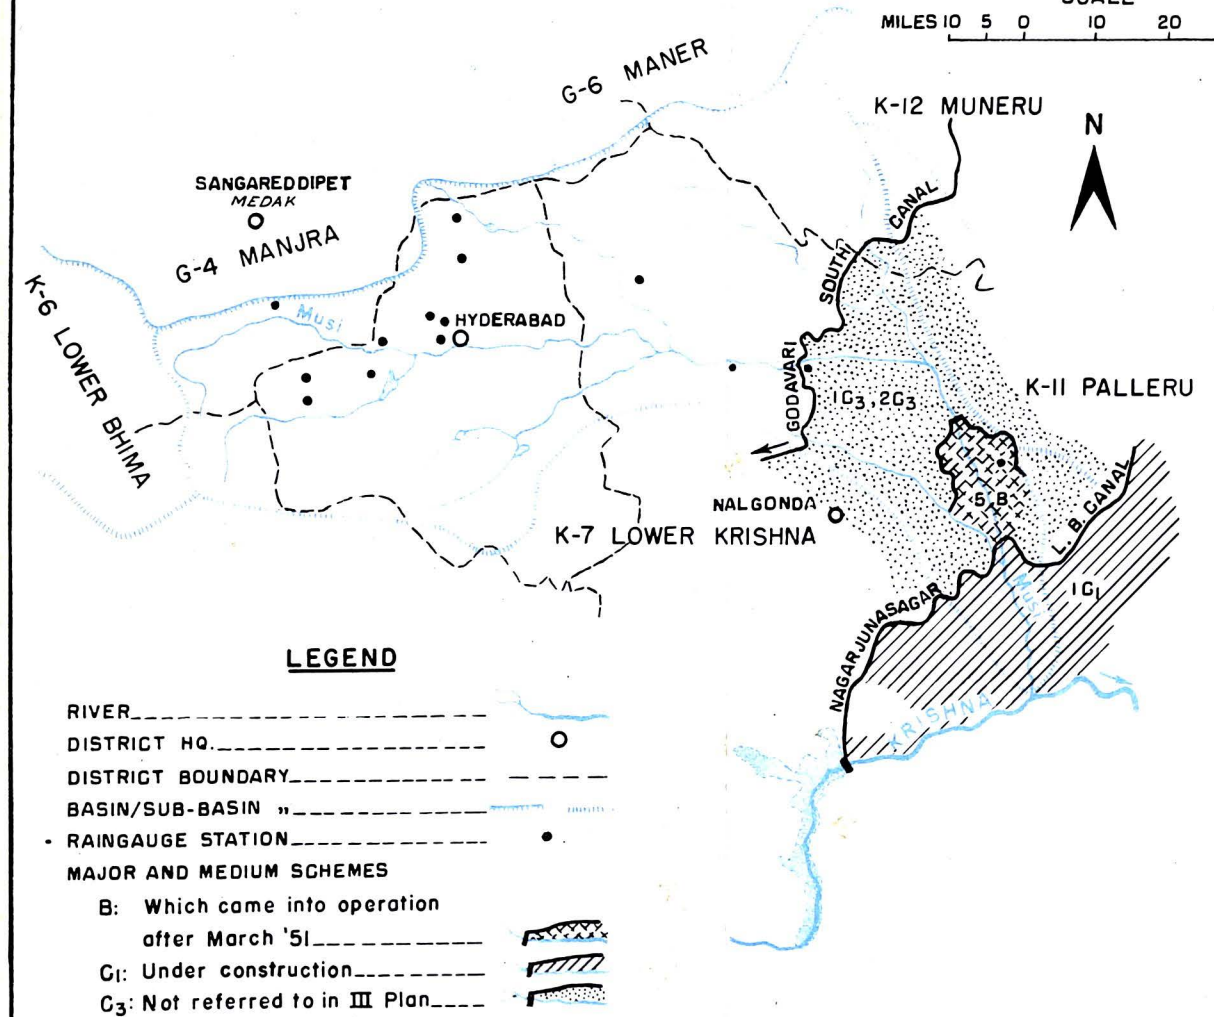 SCALE
MILES 10 5 0 10 20
G-6 MANER
K-12 MUNERU
N
SANGAREDDIPET
MEDAK
G-4 MANJRA
SOUTH CANAL
K-6 LOWER BHIMA
Musi
HYDERABAD
GODAVARI
1C3, 2C3
K-11 PALLERU
NALGONDA
5,B
L. B. CANAL
K-7 LOWER KRISHNA
1C1
Musi
NAGARJUNASAGAR
KRISHNA
LEGEND
RIVER
DISTRICT HQ.
DISTRICT BOUNDARY
BASIN/SUB-BASIN „
RAINGAUGE STATION
MAJOR AND MEDIUM SCHEMES
B: Which came into operation
after March '51
C1: Under construction
C3: Not referred to in III Plan